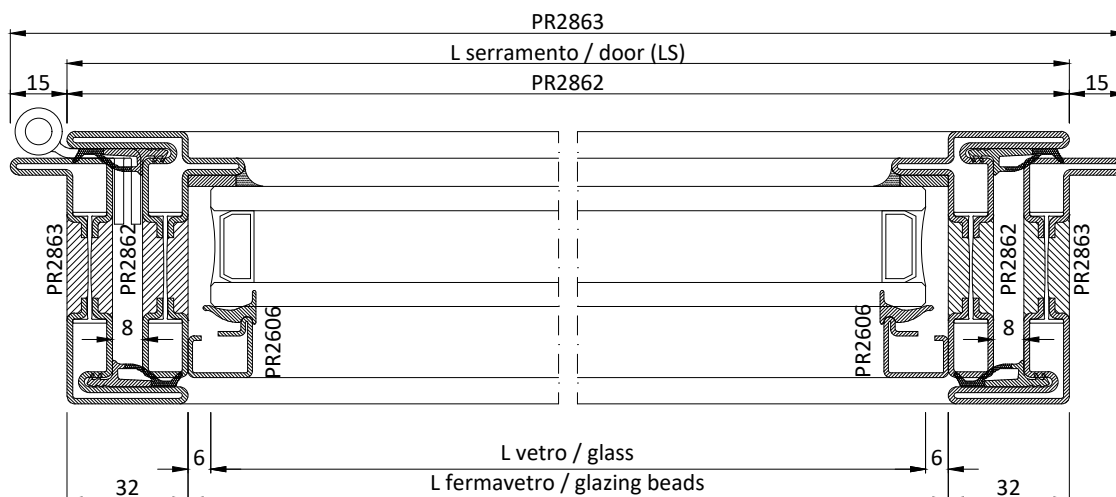 PR2863
L serramento / door (LS)
15
PR2862
15
PR2863
PR2862
PR2862
PR2863
8
8
PR2606
PR2606
6
L vetro / glass
6
32
L fermavetro / glazing beads
32